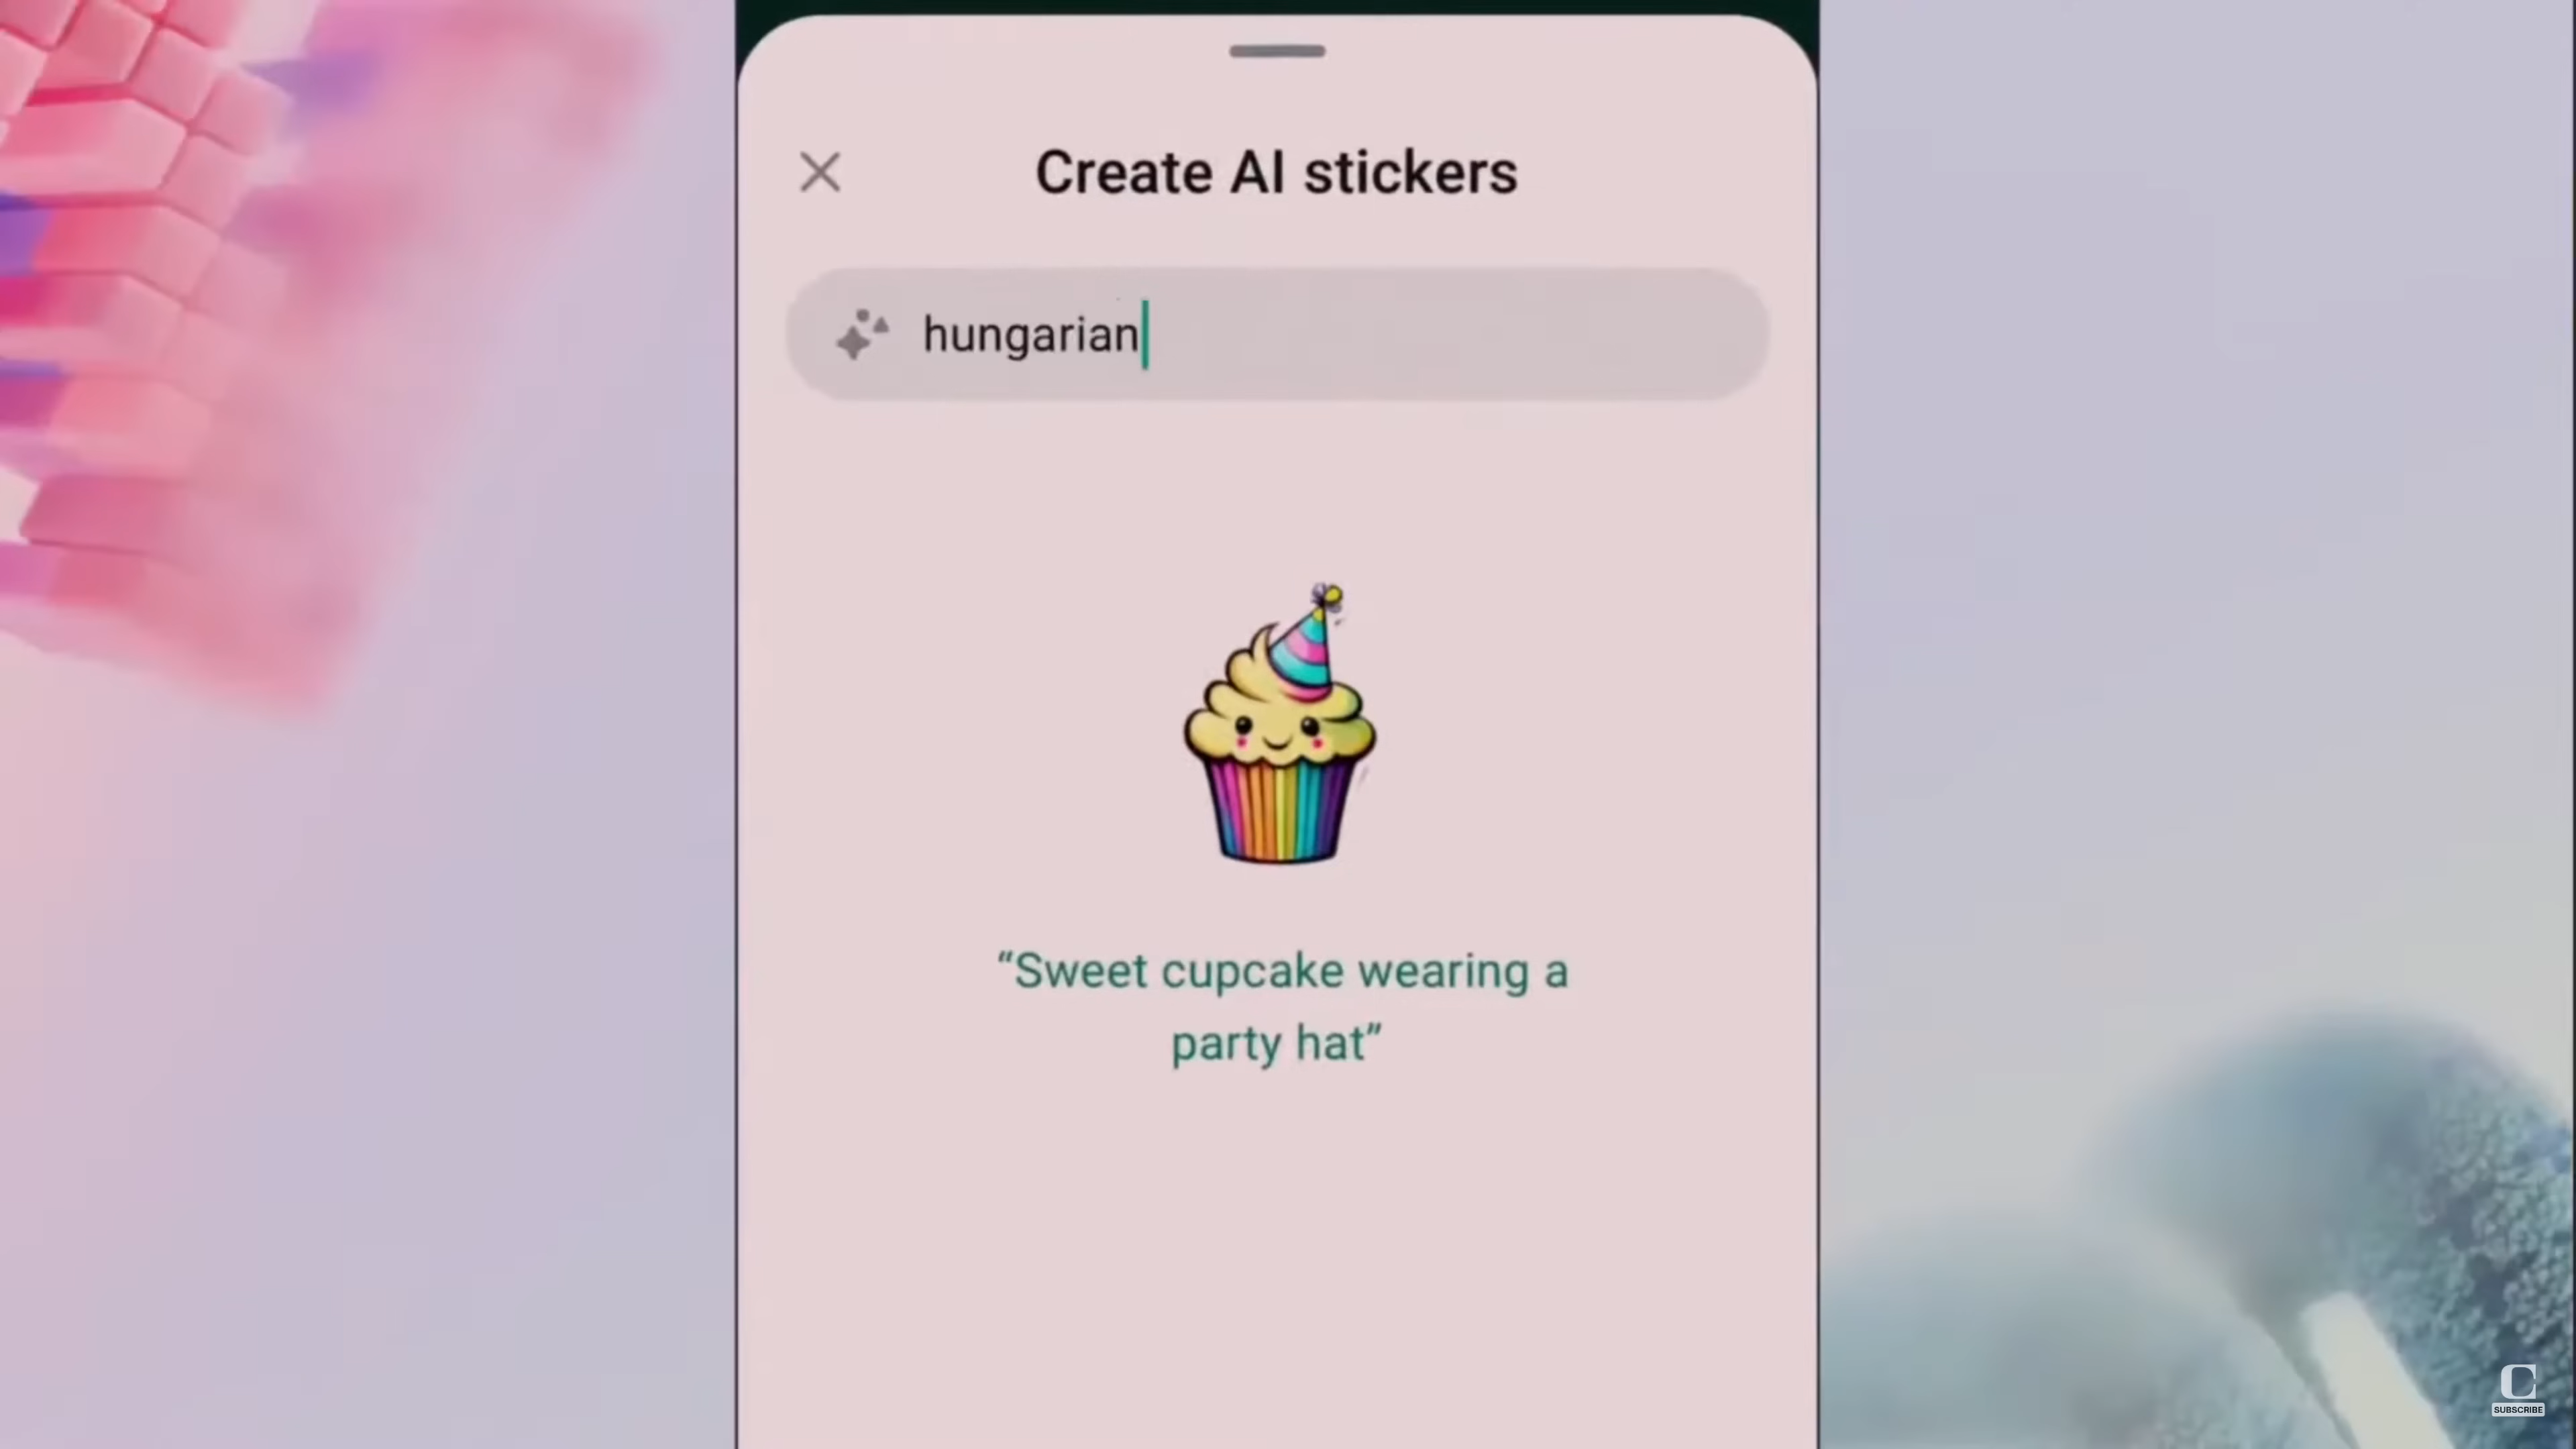 Create AI stickers
hungarian
“Sweet cupcake wearing a
party hat”
C
SUBSCRIBE